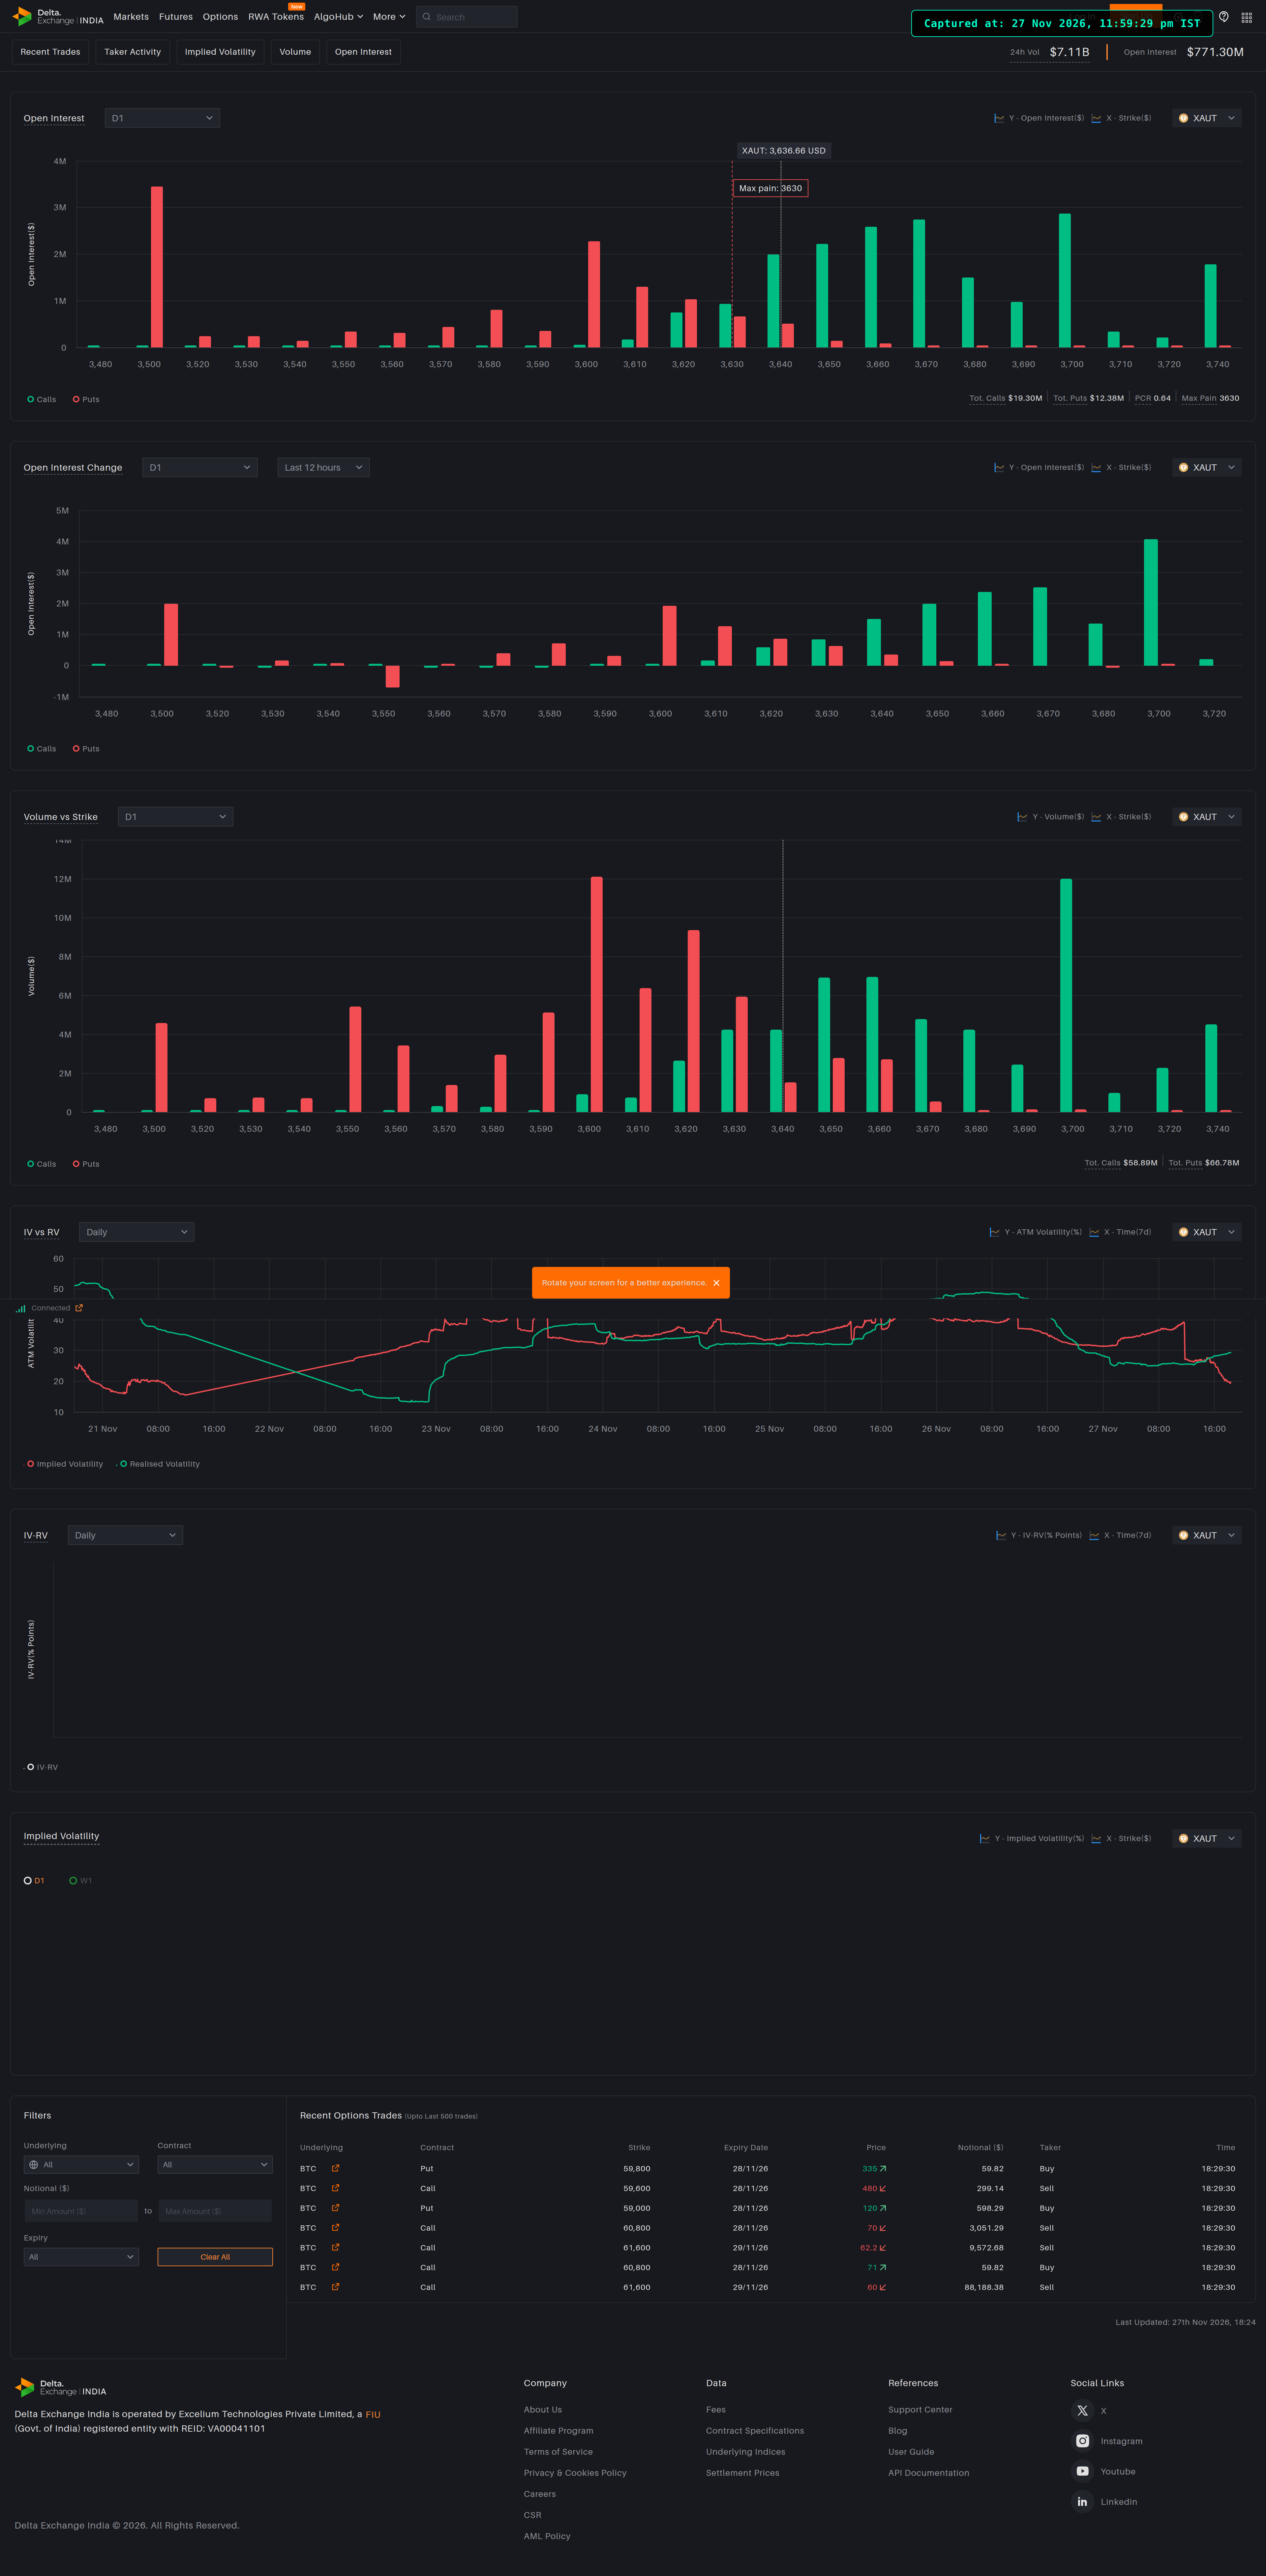 Delta.
Exchange | INDIA
Markets
Futures
Options
RWA Tokens
New
AlgoHub
More
Search
Captured at: 27 Nov 2026, 11:59:29 pm IST
Recent Trades
Taker Activity
Implied Volatility
Volume
Open Interest
24h Vol $7.11B
Open Interest $771.30M
Open Interest
D1
Y - Open Interest($) X - Strike($)
XAUT
XAUT: 3,636.66 USD
Max pain: 3630
4M
3M
2M
1M
0
Open Interest($)
3,480 3,500 3,520 3,530 3,540 3,550 3,560 3,570 3,580 3,590 3,600 3,610 3,620 3,630 3,640 3,650 3,660 3,670 3,680 3,690 3,700 3,710 3,720 3,740
Calls Puts
Tot. Calls $19.30M Tot. Puts $12.38M PCR 0.64 Max Pain 3630
Open Interest Change
D1
Last 12 hours
Y - Open Interest($) X - Strike($)
XAUT
5M
4M
3M
2M
1M
0
-1M
Open Interest($)
3,480 3,500 3,520 3,530 3,540 3,550 3,560 3,570 3,580 3,590 3,600 3,610 3,620 3,630 3,640 3,650 3,660 3,670 3,680 3,700 3,720
Calls Puts
Volume vs Strike
D1
Y - Volume($) X - Strike($)
XAUT
14M
12M
10M
8M
6M
4M
2M
0
Volume($)
3,480 3,500 3,520 3,530 3,540 3,550 3,560 3,570 3,580 3,590 3,600 3,610 3,620 3,630 3,640 3,650 3,660 3,670 3,680 3,690 3,700 3,710 3,720 3,740
Calls Puts
Tot. Calls $58.89M Tot. Puts $66.78M
IV vs RV
Daily
Y - ATM Volatility(%) X - Time(7d)
XAUT
60
50
Rotate your screen for a better experience.
Connected
40
30
20
10
ATM Volatilit
21 Nov 08:00 16:00 22 Nov 08:00 16:00 23 Nov 08:00 16:00 24 Nov 08:00 16:00 25 Nov 08:00 16:00 26 Nov 08:00 16:00 27 Nov 08:00 16:00
Implied Volatility Realised Volatility
IV-RV
Daily
Y - IV-RV(% Points) X - Time(7d)
XAUT
IV-RV(% Points)
IV-RV
Implied Volatility
Y - Implied Volatility(%) X - Strike($)
XAUT
D1 W1
Filters
Underlying Contract
All All
Notional ($)
Min Amount ($) to Max Amount ($)
Expiry
All Clear All
Recent Options Trades (Upto Last 500 trades)
Underlying Contract Strike Expiry Date Price Notional ($) Taker Time
BTC Put 59,800 28/11/26 335 59.82 Buy 18:29:30
BTC Call 59,600 28/11/26 480 299.14 Sell 18:29:30
BTC Put 59,000 28/11/26 120 598.29 Buy 18:29:30
BTC Call 60,800 28/11/26 70 3,051.29 Sell 18:29:30
BTC Call 61,600 29/11/26 62.2 9,572.68 Sell 18:29:30
BTC Call 60,800 28/11/26 71 59.82 Buy 18:29:30
BTC Call 61,600 29/11/26 60 88,188.38 Sell 18:29:30
Last Updated: 27th Nov 2026, 18:24
Delta.
Exchange | INDIA
Delta Exchange India is operated by Excelium Technologies Private Limited, a FIU
(Govt. of India) registered entity with REID: VA00041101
Delta Exchange India © 2026. All Rights Reserved.
Company
About Us
Affiliate Program
Terms of Service
Privacy & Cookies Policy
Careers
CSR
AML Policy
Data
Fees
Contract Specifications
Underlying Indices
Settlement Prices
References
Support Center
Blog
User Guide
API Documentation
Social Links
X
Instagram
Youtube
Linkedin